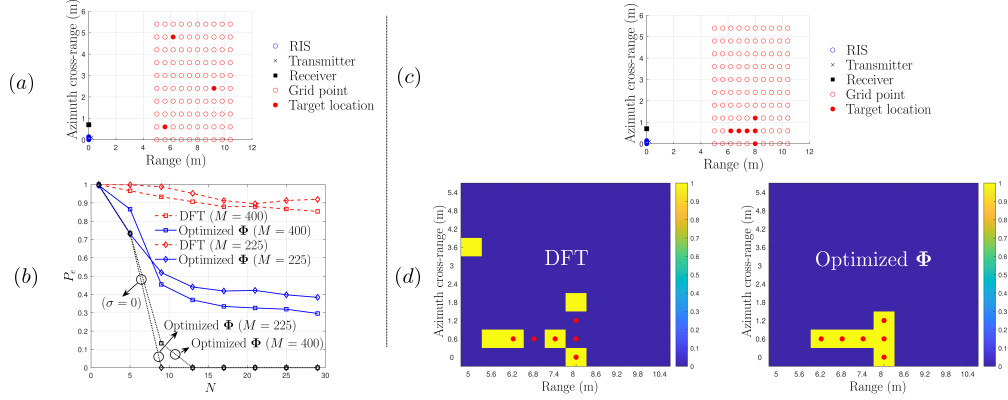 (a)
Azimuth cross-range (m)
6
5
4
3
2
1
0
0 2 4 6 8 10 12
Range (m)
RIS
Transmitter
Receiver
Grid point
Target location
(b)
P_e
1
0.9
0.8
0.7
0.6
0.5
0.4
0.3
0.2
0.1
0
0 5 10 15 20 25 30
N
DFT (M = 400)
Optimized Φ (M = 400)
DFT (M = 225)
Optimized Φ (M = 225)
(σ = 0)
Optimized Φ (M = 225)
Optimized Φ (M = 400)
(c)
Azimuth cross-range (m)
6
5
4
3
2
1
0
0 2 4 6 8 10 12
Range (m)
RIS
Transmitter
Receiver
Grid point
Target location
(d)
Azimuth cross-range (m)
5.4
4.8
4.2
3.6
3
2.4
1.8
1.2
0.6
0
5 5.6 6.2 6.8 7.4 8 8.6 9.2 9.8 10.4
Range (m)
DFT
1
0.9
0.8
0.7
0.6
0.5
0.4
0.3
0.2
0.1
0
Azimuth cross-range (m)
5.4
4.8
4.2
3.6
3
2.4
1.8
1.2
0.6
0
5 5.6 6.2 6.8 7.4 8 8.6 9.2 9.8 10.4
Range (m)
Optimized Φ
1
0.9
0.8
0.7
0.6
0.5
0.4
0.3
0.2
0.1
0